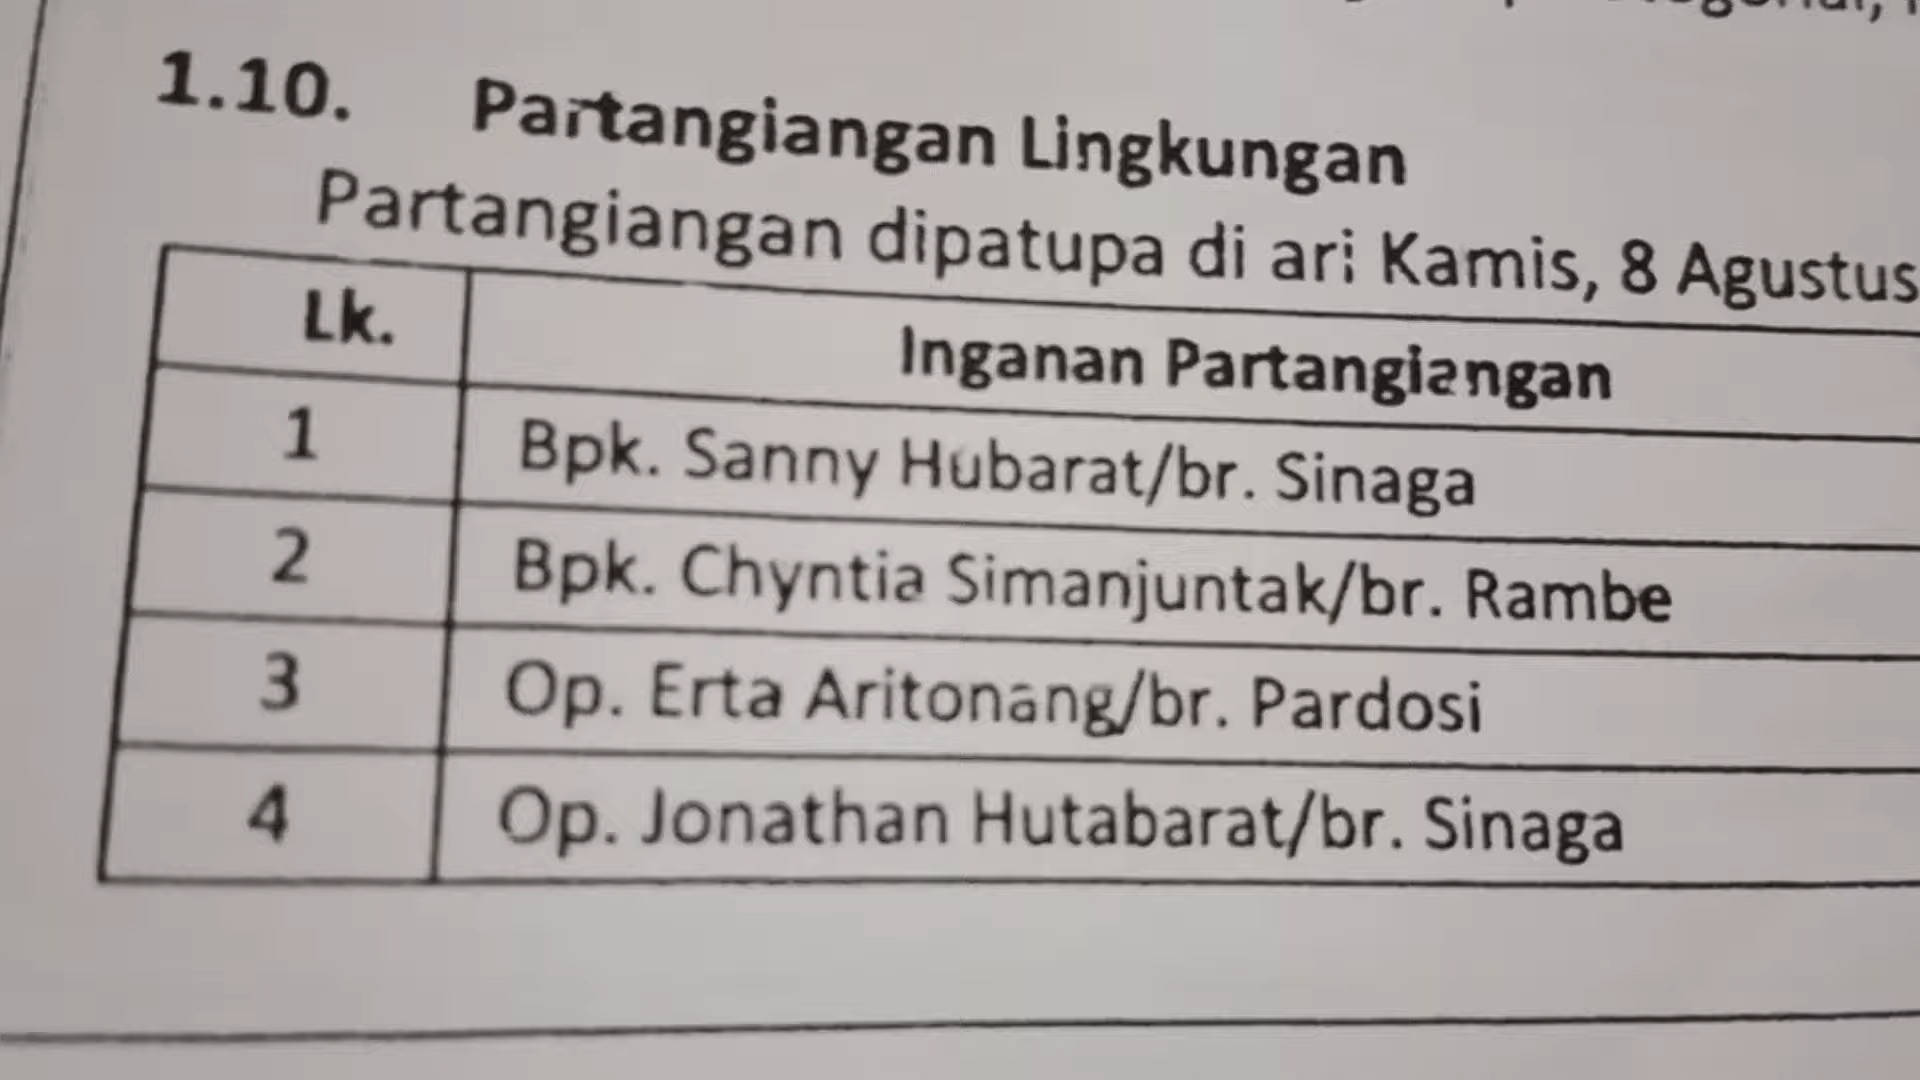 1.10. Partangiangan Lingkungan
Partangiangan dipatupa di ari Kamis, 8 Agustus
Lk. Inganan Partangiangan
1 Bpk. Sanny Hubarat/br. Sinaga
2 Bpk. Chyntia Simanjuntak/br. Rambe
3 Op. Erta Aritonang/br. Pardosi
4 Op. Jonathan Hutabarat/br. Sinaga